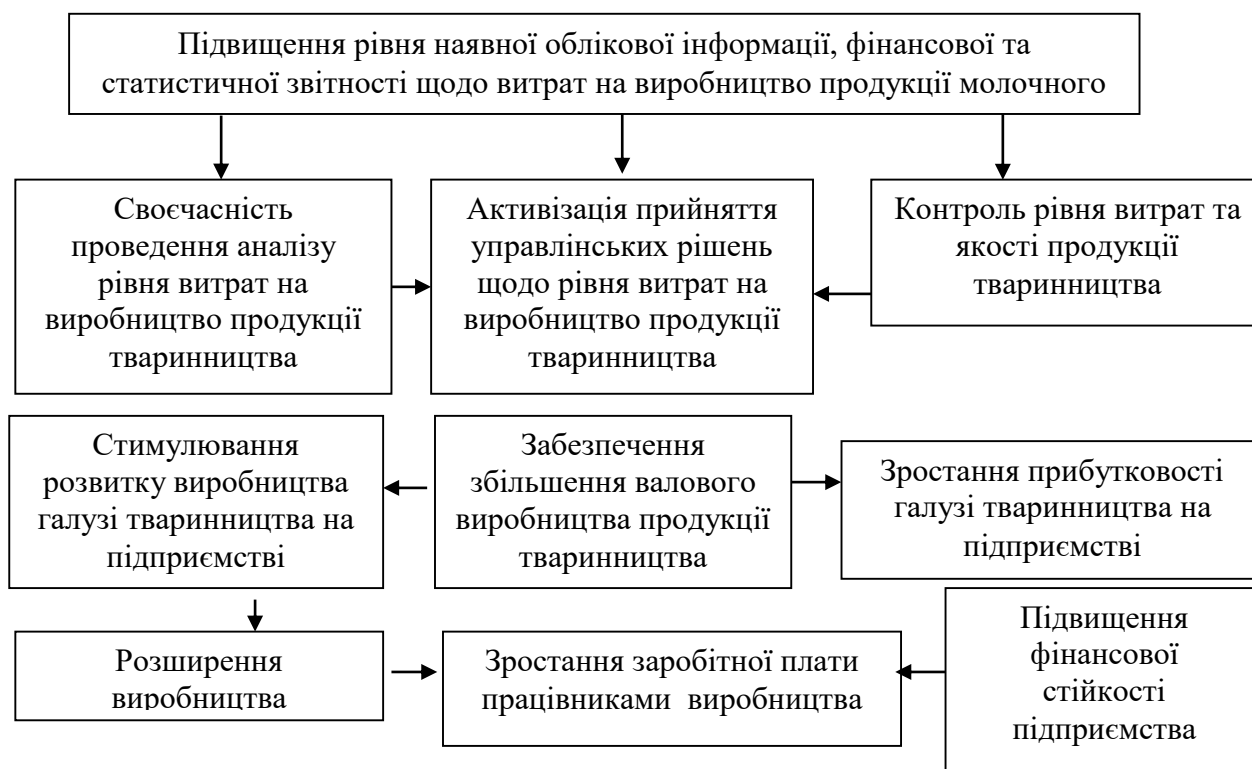 Підвищення рівня наявної облікової інформації, фінансової та
статистичної звітності щодо витрат на виробництво продукції молочного
Своєчасність
проведення аналізу
рівня витрат на
виробництво продукції
тваринництва
Активізація прийняття
управлінських рішень
щодо рівня витрат на
виробництво продукції
тваринництва
Контроль рівня витрат та
якості продукції
тваринництва
Стимулювання
розвитку виробництва
галузі тваринництва на
підприємстві
Забезпечення
збільшення валового
виробництва продукції
тваринництва
Зростання прибутковості
галузі тваринництва на
підприємстві
Розширення
виробництва
Зростання заробітної плати
працівниками виробництва
Підвищення
фінансової
стійкості
підприємства